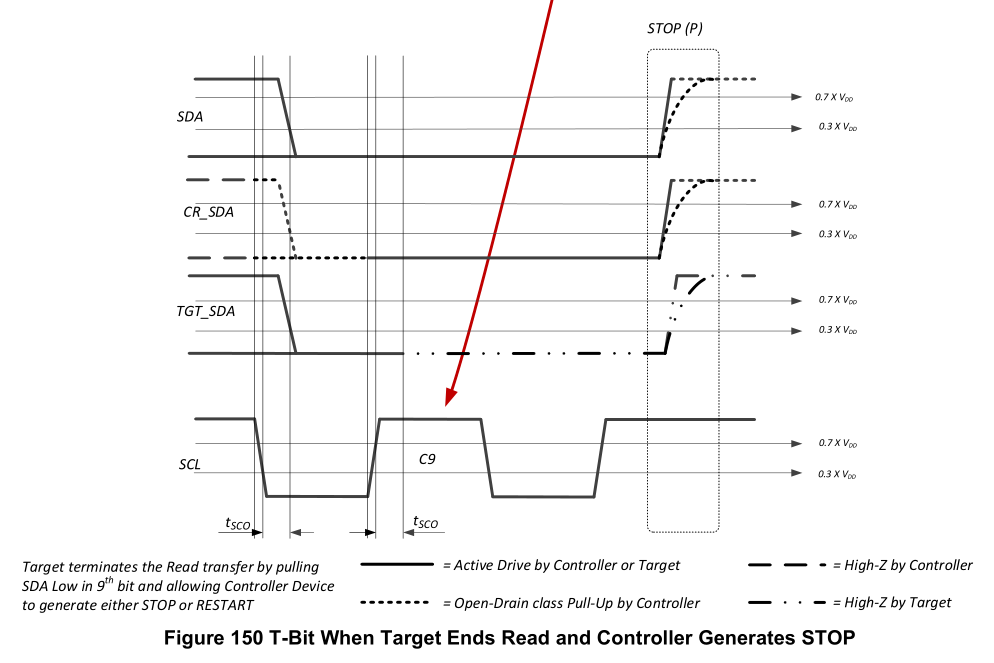 STOP (P)
SDA
0.7 X VDD
0.3 X VDD
CR_SDA
0.7 X VDD
0.3 X VDD
TGT_SDA
0.7 X VDD
0.3 X VDD
SCL
C9
0.7 X VDD
0.3 X VDD
tSCO
tSCO
Target terminates the Read transfer by pulling
SDA Low in 9th bit and allowing Controller Device
to generate either STOP or RESTART
= Active Drive by Controller or Target
= High-Z by Controller
= Open-Drain class Pull-Up by Controller
= High-Z by Target
Figure 150 T-Bit When Target Ends Read and Controller Generates STOP